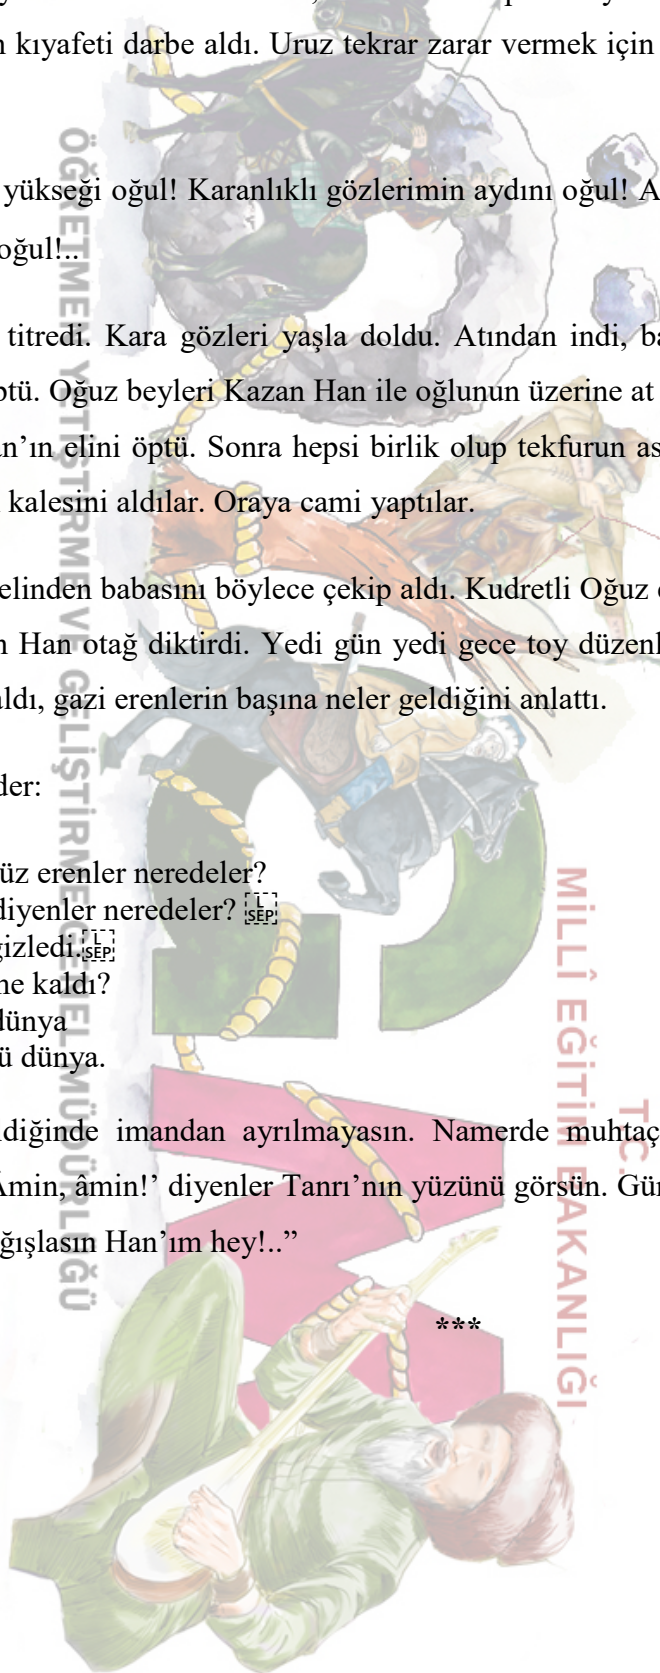 n kıyafeti darbe aldı. Uruz tekrar zarar vermek için
yükseği oğul! Karanlıklı gözlerimin aydını oğul! A
oğul!..
titredi. Kara gözleri yaşla doldu. Atından indi, ba
ptü. Oğuz beyleri Kazan Han ile oğlunun üzerine at
n’ın elini öptü. Sonra hepsi birlik olup tekfurun as
kalesini aldılar. Oraya cami yaptılar.
elinden babasını böylece çekip aldı. Kudretli Oğuz
n Han otağ diktirdi. Yedi gün yedi gece toy düzenl
ldı, gazi erenlerin başına neler geldiğini anlattı.
der:
üz erenler neredeler?
diyenler neredeler? L SEP
gizledi. L SEP
ne kaldı?
dünya
ü dünya.
ldiğinde imandan ayrılmayasın. Namerde muhtaç
Âmin, âmin!’ diyenler Tanrı’nın yüzünü görsün. Gün
ğışlasın Han’ım hey!..”
***
ÖĞRETMEN YETİŞTİRME VE GELİŞTİRME GENEL MÜDÜRLÜĞÜ
T.C.
MİLLÎ EĞİTİM BAKANLIĞI